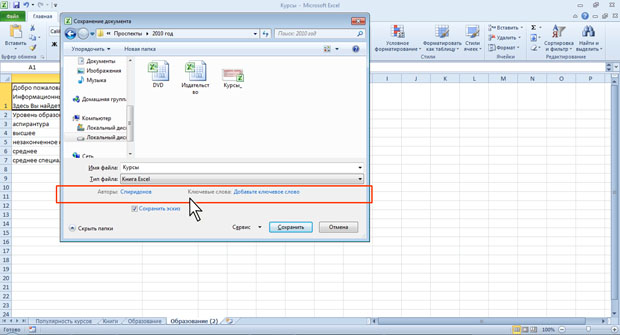 Курсы - Microsoft Excel
Файл
Главная
Сохранение документа
Проспекты
2010 год
Поиск: 2010 год
Упорядочить
Новая папка
Вставить
Буфер обмена
Условное форматирование
Форматировать как таблицу
Стили ячеек
Стили
Вставить
Удалить
Формат
Ячейки
Сортировка и фильтр
Найти и выделить
A1
Документы
Изображения
Музыка
Домашняя групп
Компьютер
Локальный дис
Локальный дис
Сеть
DVD
Издательство
Курсы_
Добро пожалова
Информационн
Здесь Вы найдет
Уровень образов
аспирантура
высшее
незаконченное
среднее
среднее специал
Имя файла: Курсы
Тип файла: Книга Excel
Авторы: Спиридонов
Ключевые слова: Добавьте ключевое слово
Сохранить эскиз
Скрыть папки
Сервис
Сохранить
Отмена
I J K L M N O P
1
2
3
4
5
6
7
8
9
10
11
12
13
14
15
16
17
18
19
20
21
22
23
24
Популярность курсов
Книги
Образование
Образование (2)
Готово
100%